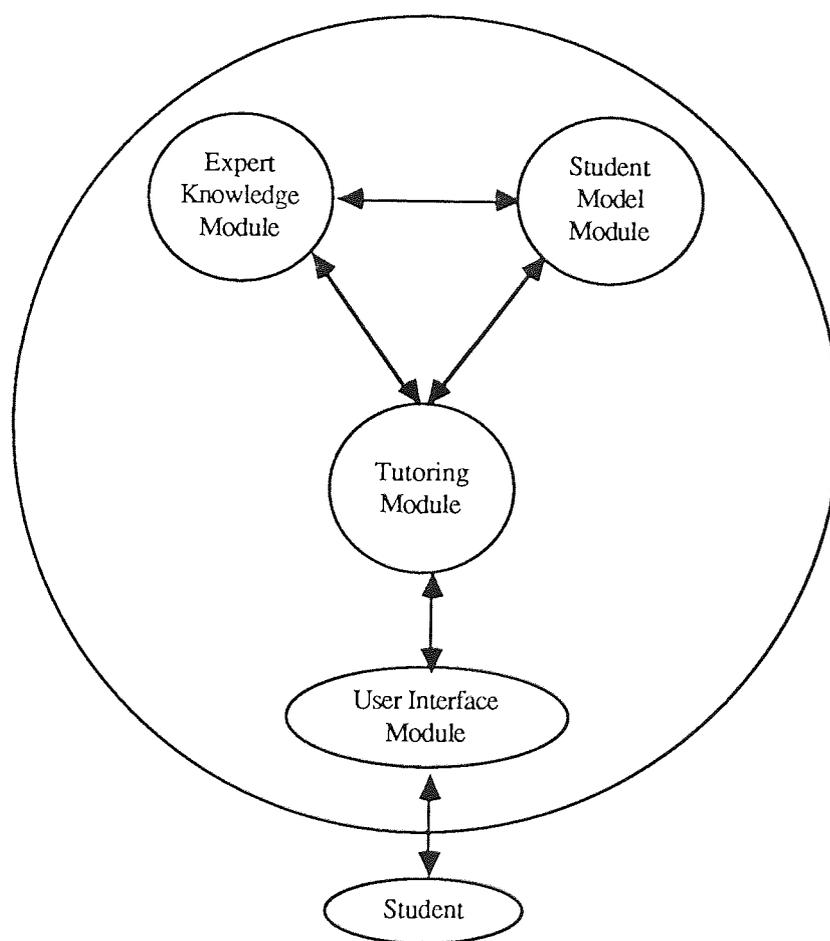 Expert
Knowledge
Module
Student
Model
Module
Tutoring
Module
User Interface
Module
Student